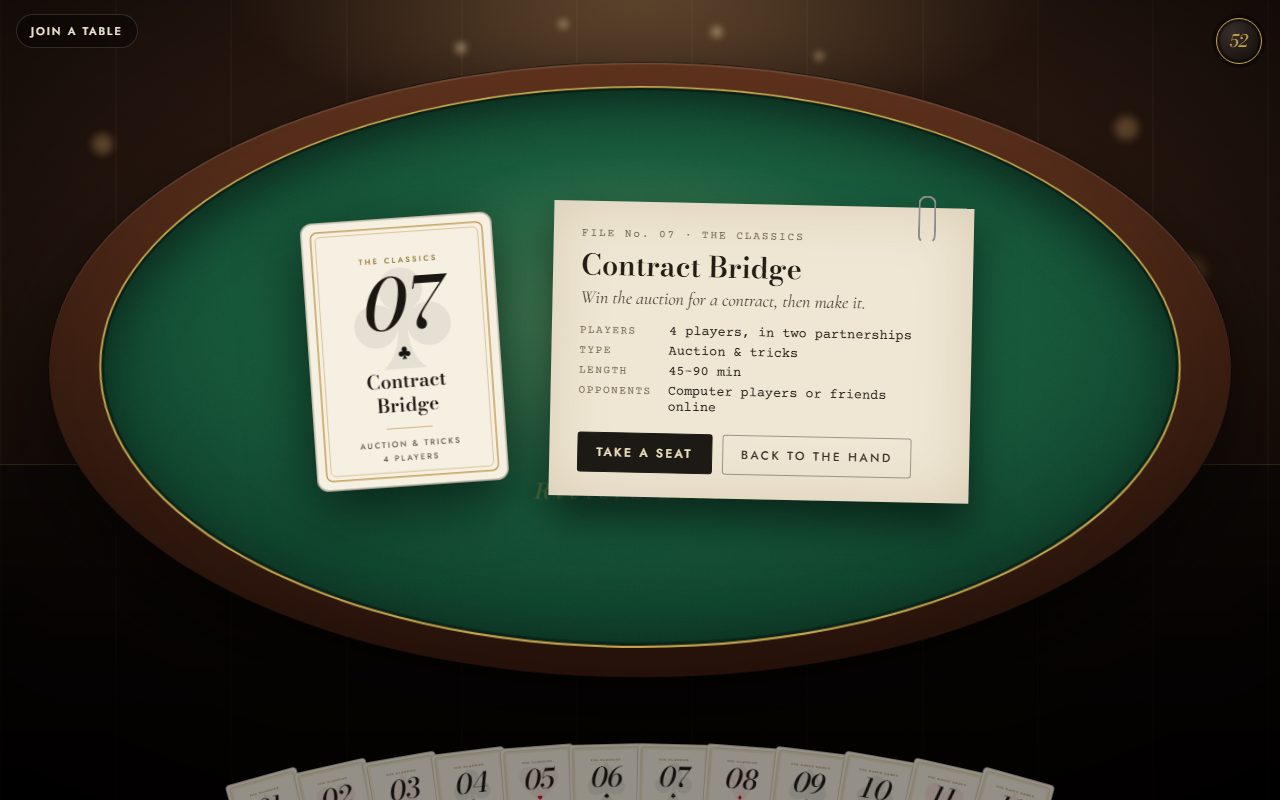 JOIN A TABLE
52
THE CLASSICS
07
Contract
Bridge
AUCTION & TRICKS
4 PLAYERS
FILE No. 07 · THE CLASSICS
Contract Bridge
Win the auction for a contract, then make it.
PLAYERS 4 players, in two partnerships
TYPE Auction & tricks
LENGTH 45–90 min
OPPONENTS Computer players or friends
online
TAKE A SEAT BACK TO THE HAND
02 03 04 05 06 07 08 09 10 11